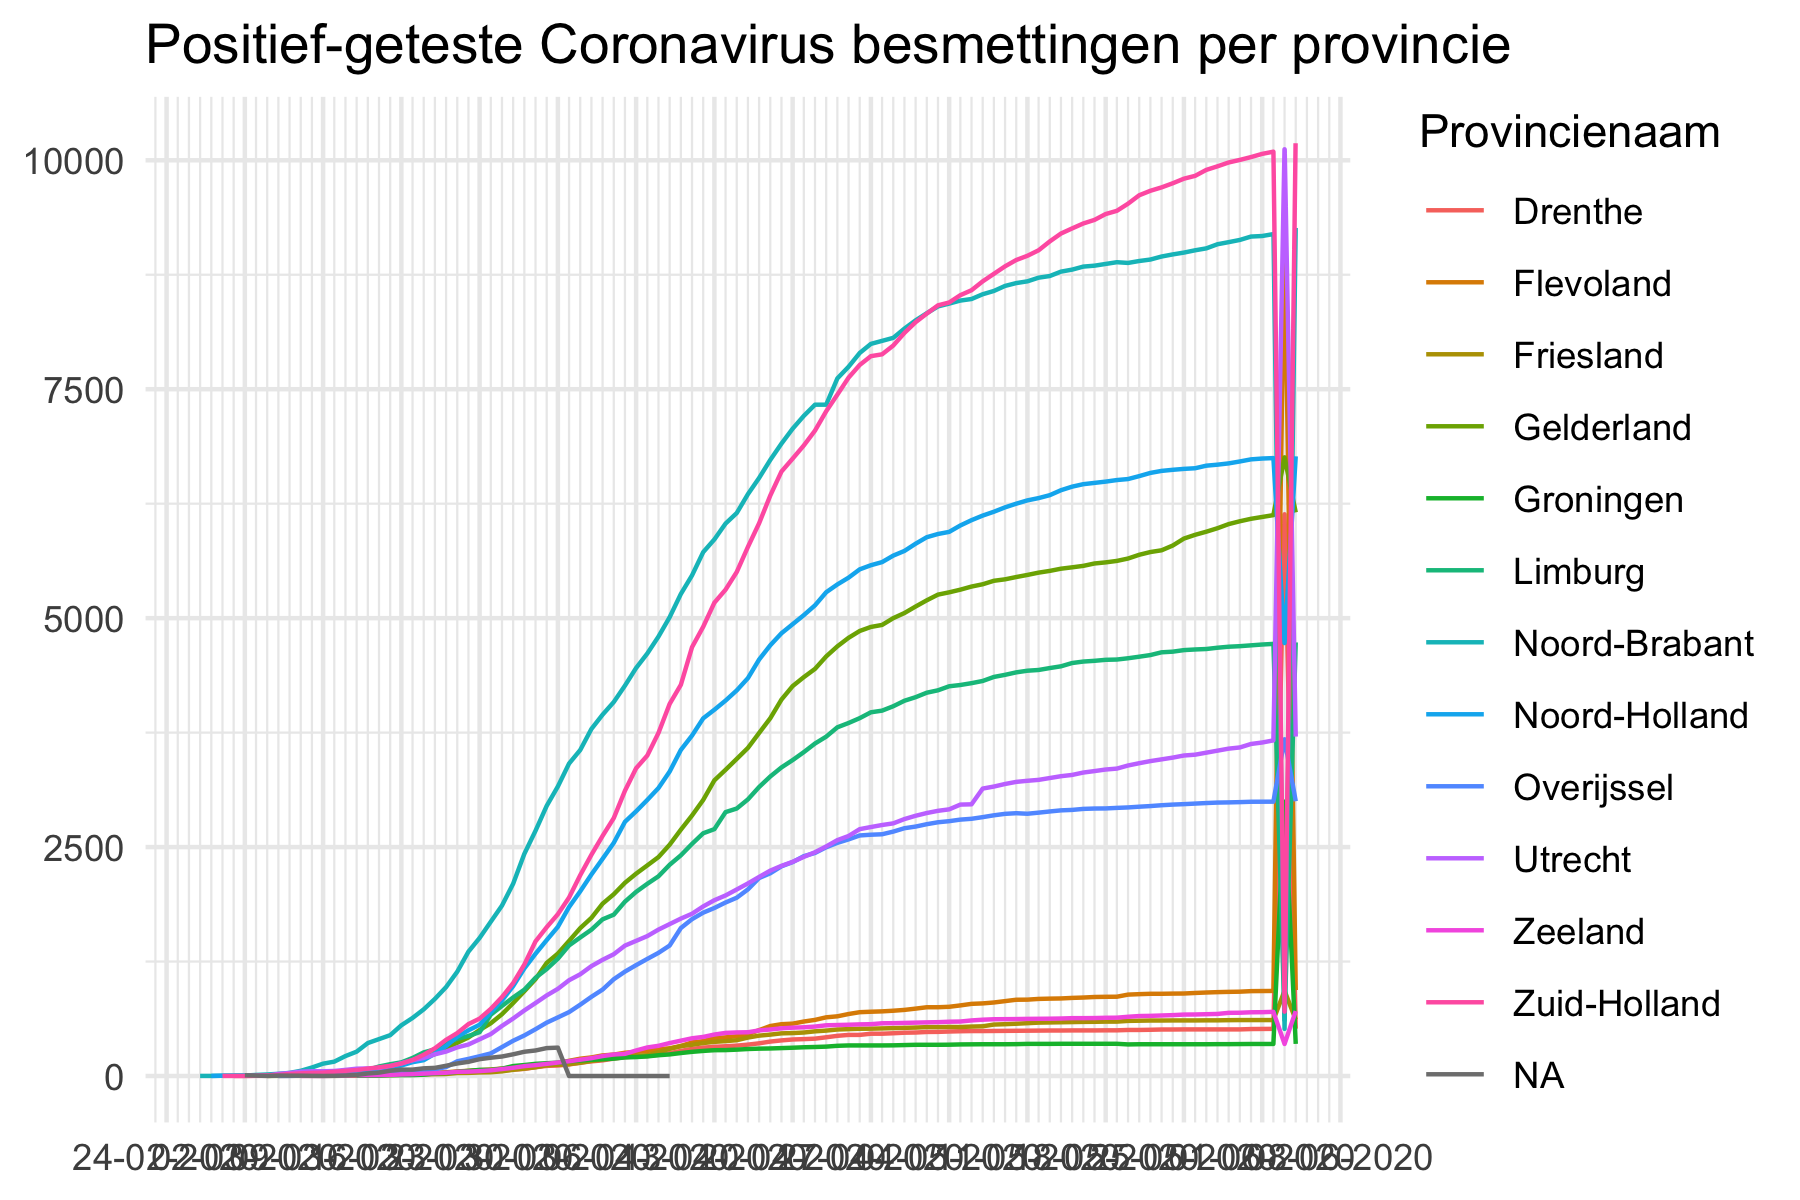 Positief-geteste Coronavirus besmettingen per provincie
10000
7500
5000
2500
0
Provincienaam
Drenthe
Flevoland
Friesland
Gelderland
Groningen
Limburg
Noord-Brabant
Noord-Holland
Overijssel
Utrecht
Zeeland
Zuid-Holland
NA